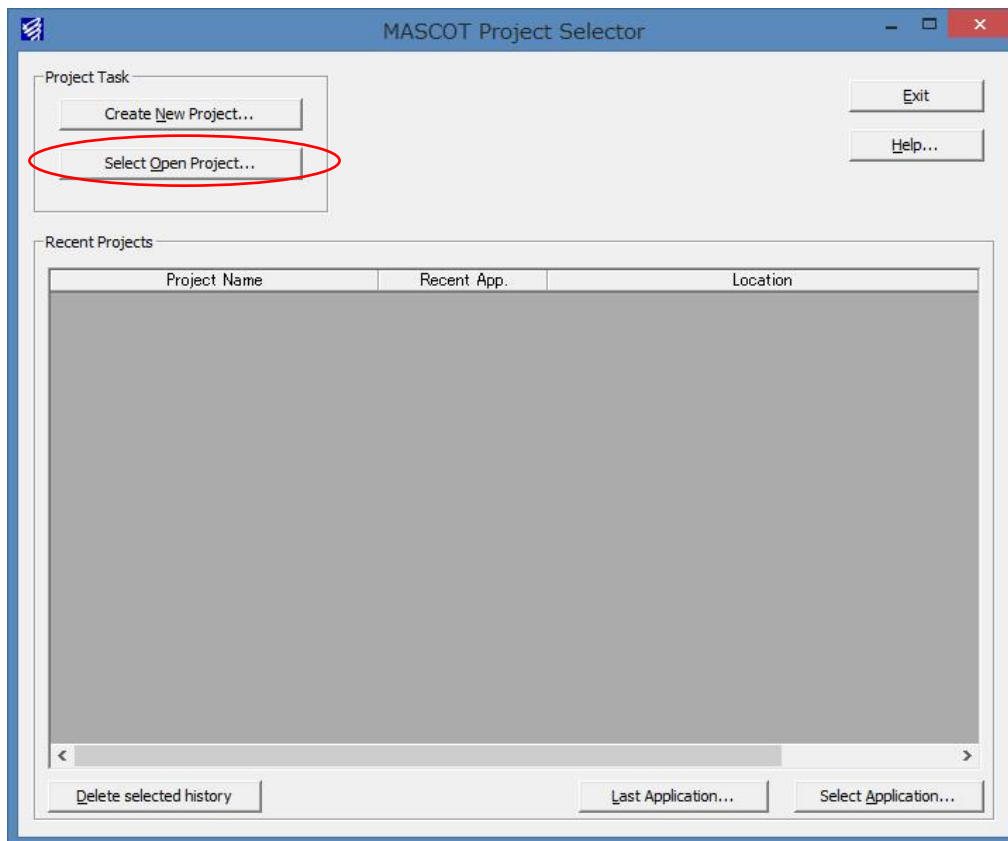 MASCOT Project Selector
Project Task
Create New Project...
Select Open Project...
Exit
Help...
Recent Projects
Project Name Recent App. Location
Delete selected history Last Application... Select Application...